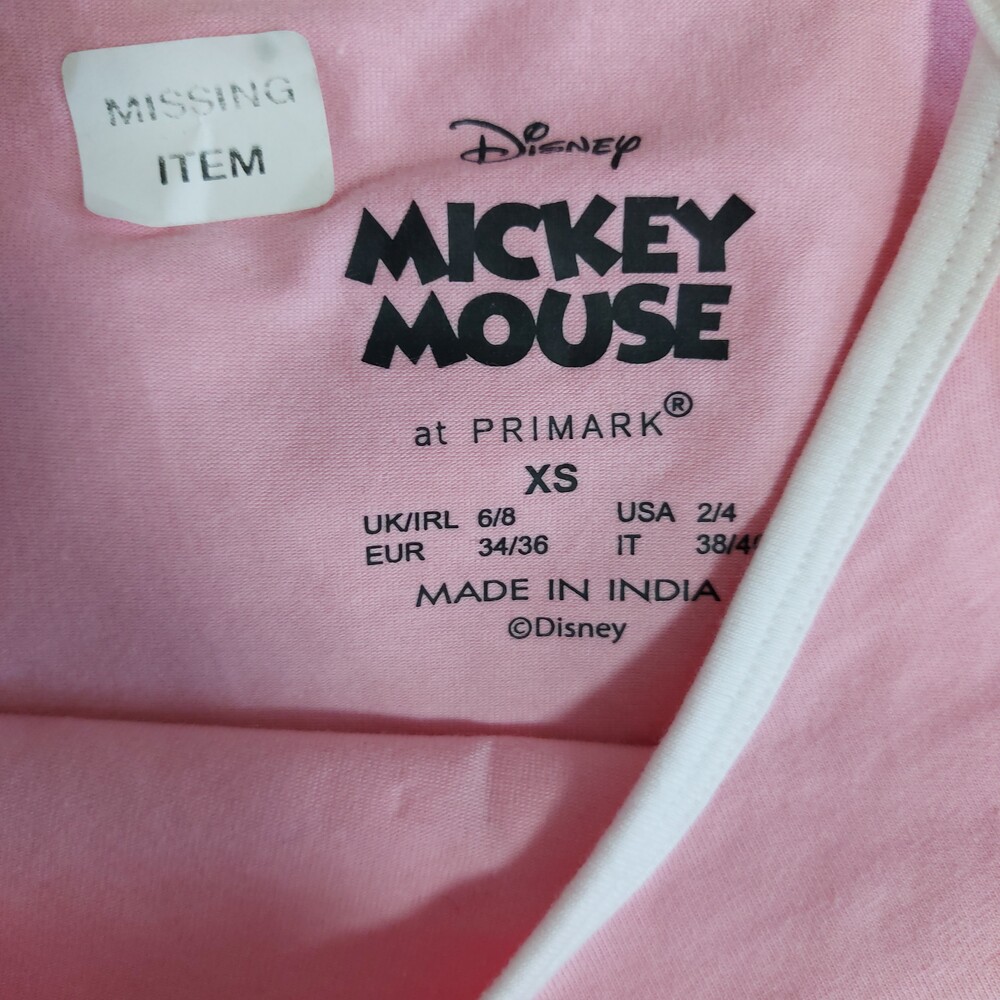 MISSING
ITEM
Disney
MICKEY
MOUSE
at PRIMARK®
XS
UK/IRL 6/8 USA 2/4
EUR 34/36 IT
MADE IN INDIA
©Disney